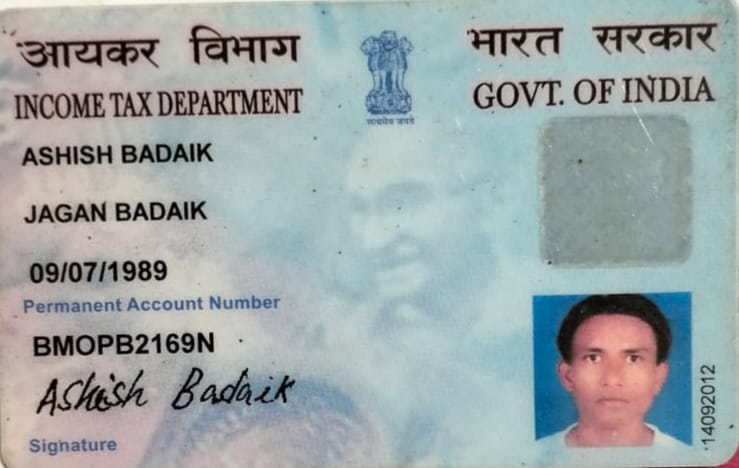 आयकर विभाग
भारत सरकार
INCOME TAX DEPARTMENT
GOVT. OF INDIA
सत्यमेव जयते
ASHISH BADAIK
JAGAN BADAIK
09/07/1989
Permanent Account Number
BMOPB2169N
Ashish Badaik
Signature
14092012